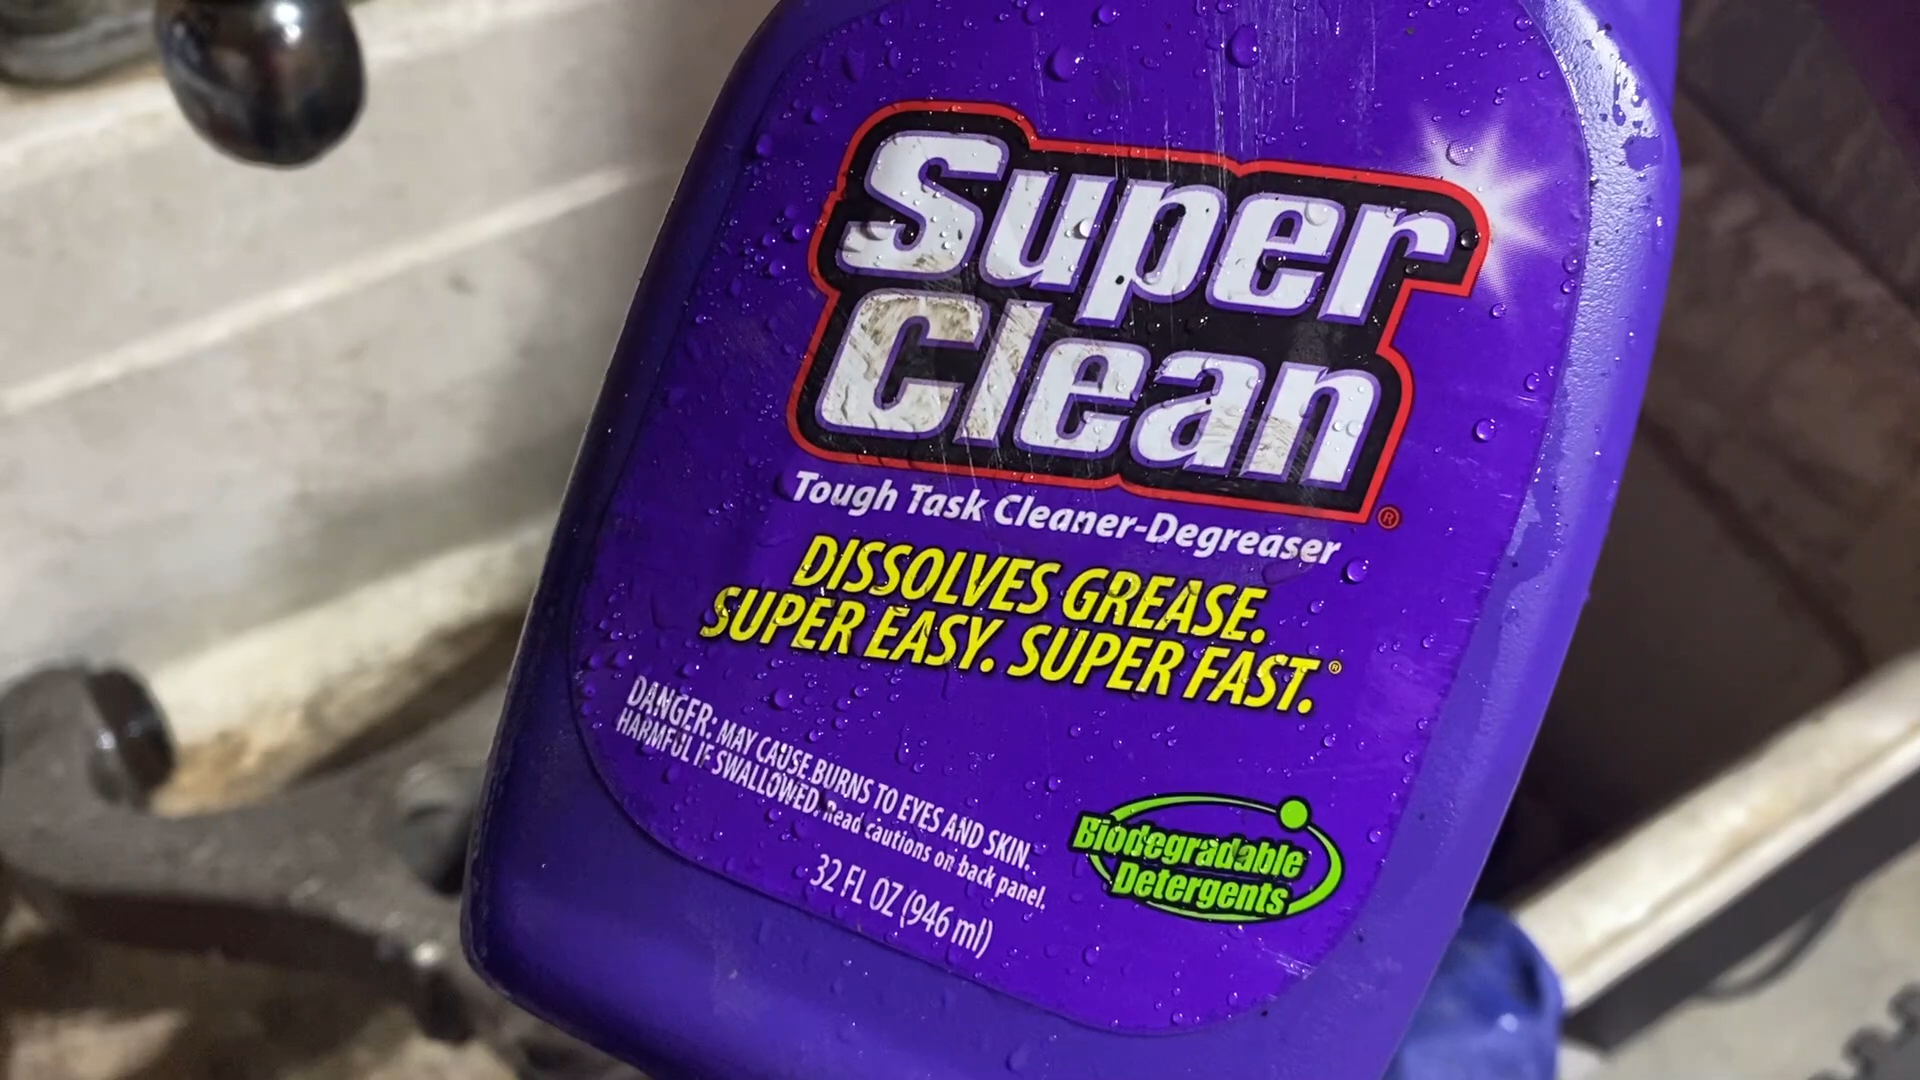 Super
Clean®
Tough Task Cleaner-Degreaser
DISSOLVES GREASE.
SUPER EASY. SUPER FAST.®
DANGER: MAY CAUSE BURNS TO EYES AND SKIN.
HARMFUL IF SWALLOWED. Read cautions on back panel.
32 FL OZ (946 ml)
Biodegradable
Detergents